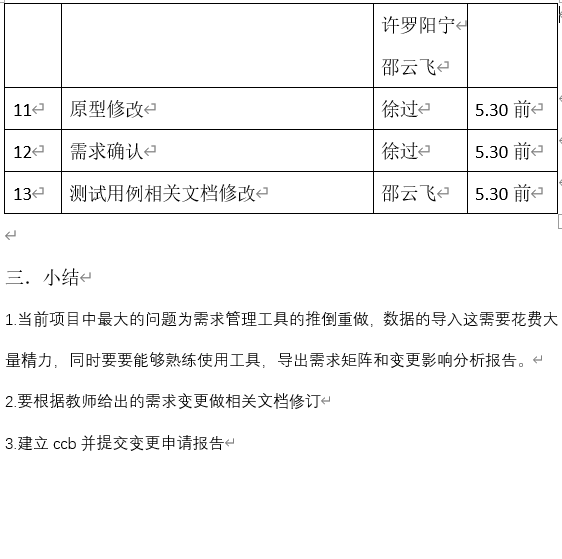 许罗阳宁
邵云飞
11 原型修改 徐过 5.30 前
12 需求确认 徐过 5.30 前
13 测试用例相关文档修改 邵云飞 5.30 前
三．小结
1.当前项目中最大的问题为需求管理工具的推倒重做，数据的导入这需要花费大
量精力，同时要要能够熟练使用工具，导出需求矩阵和变更影响分析报告。
2.要根据教师给出的需求变更做相关文档修订
3.建立 ccb 并提交变更申请报告